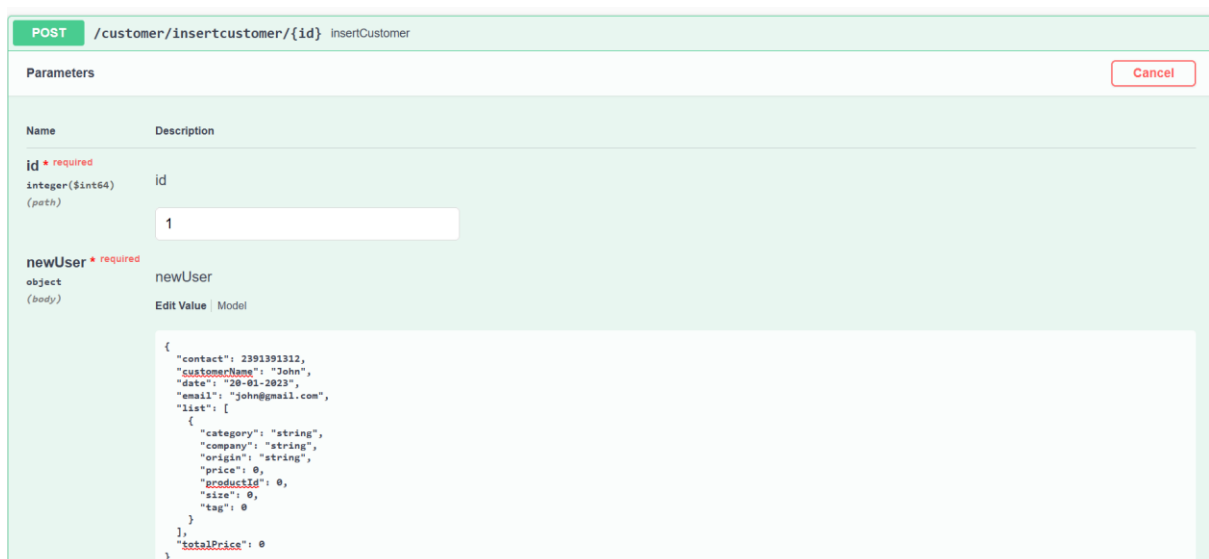 POST /customer/insertcustomer/{id} insertCustomer
Parameters
Cancel
Name Description
id * required
integer($int64)
(path)
id
1
newUser * required
object
(body)
newUser
Edit Value | Model
{
  "contact": 2391391312,
  "customerName": "John",
  "date": "20-01-2023",
  "email": "john@gmail.com",
  "list": [
    {
      "category": "string",
      "company": "string",
      "origin": "string",
      "price": 0,
      "productId": 0,
      "size": 0,
      "tag": 0
    }
  ],
  "totalPrice": 0
}